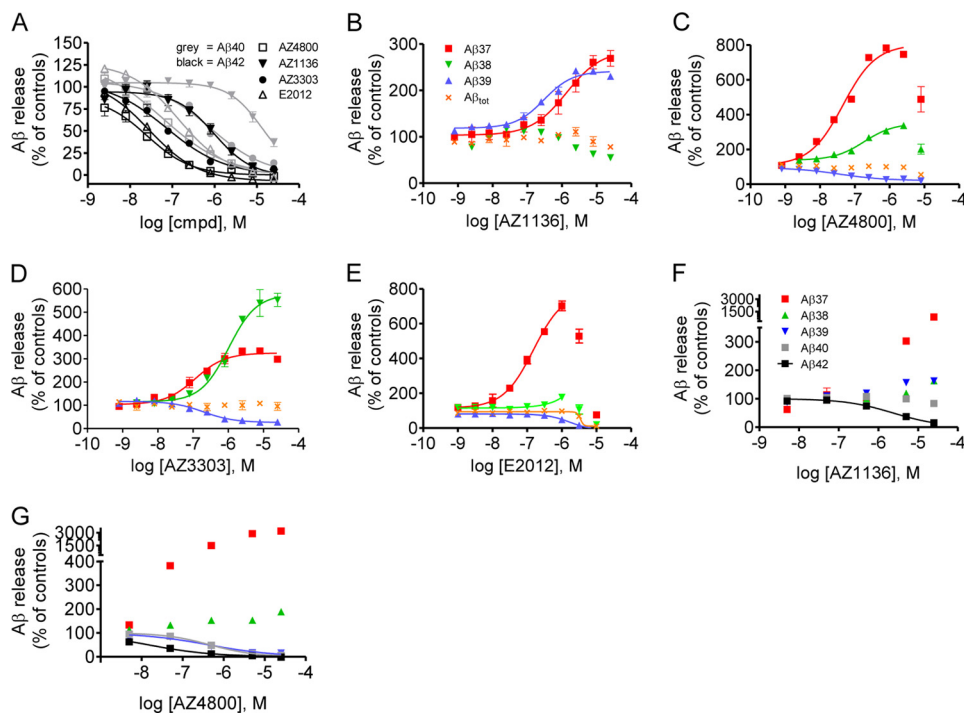 A
Aβ release
(% of controls)
150
125
100
75
50
25
0
grey = Aβ40
black = Aβ42
AZ4800
AZ1136
AZ3303
E2012
-9 -8 -7 -6 -5 -4
log [cmpd], M
B
Aβ release
(% of controls)
300
200
100
0
Aβ37
Aβ38
Aβ39
Aβtot
-10 -9 -8 -7 -6 -5 -4
log [AZ1136], M
C
Aβ release
(% of controls)
800
600
400
200
0
-10 -9 -8 -7 -6 -5 -4
log [AZ4800], M
D
Aβ release
(% of controls)
600
500
400
300
200
100
0
-10 -9 -8 -7 -6 -5 -4
log [AZ3303], M
E
Aβ release
(% of controls)
800
600
400
200
0
-10 -9 -8 -7 -6 -5 -4
log [E2012], M
F
Aβ release
(% of controls)
3000
1500
400
300
200
100
0
Aβ37
Aβ38
Aβ39
Aβ40
Aβ42
-9 -8 -7 -6 -5 -4
log [AZ1136], M
G
Aβ release
(% of controls)
3000
1500
400
300
200
100
0
-8 -7 -6 -5 -4
log [AZ4800], M